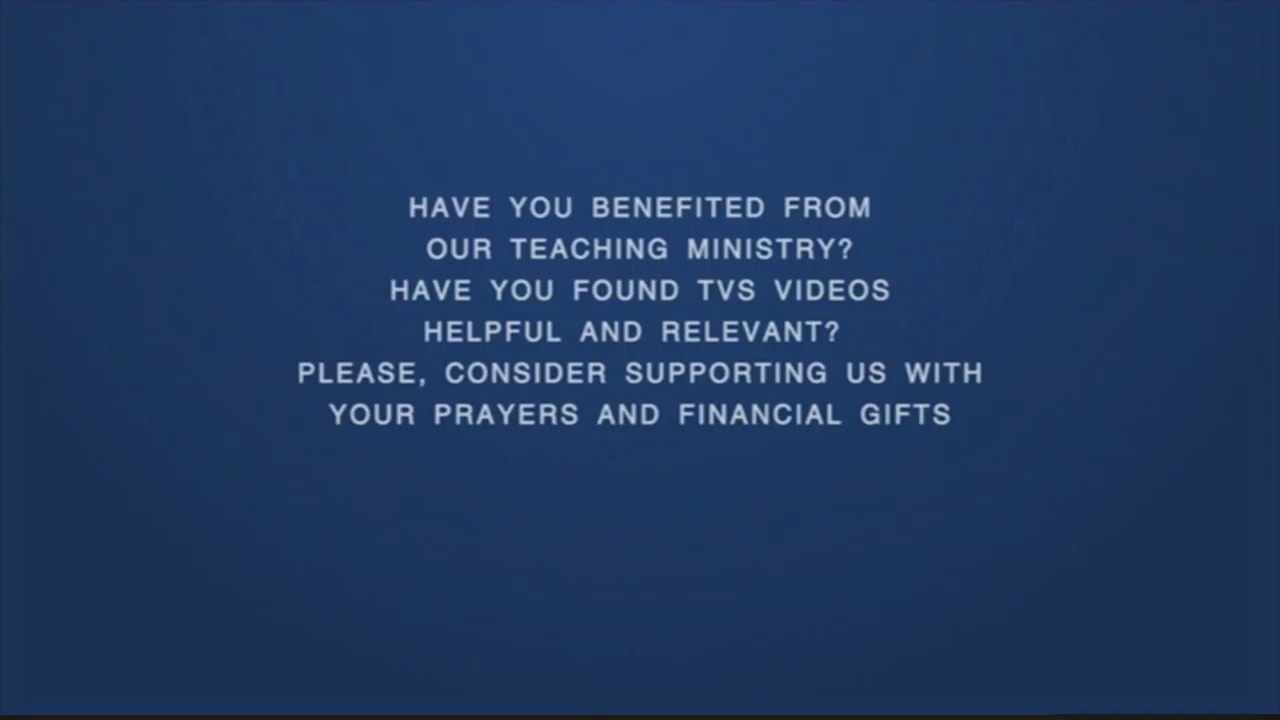 HAVE YOU BENEFITED FROM
OUR TEACHING MINISTRY?
HAVE YOU FOUND TVS VIDEOS
HELPFUL AND RELEVANT?
PLEASE, CONSIDER SUPPORTING US WITH
YOUR PRAYERS AND FINANCIAL GIFTS